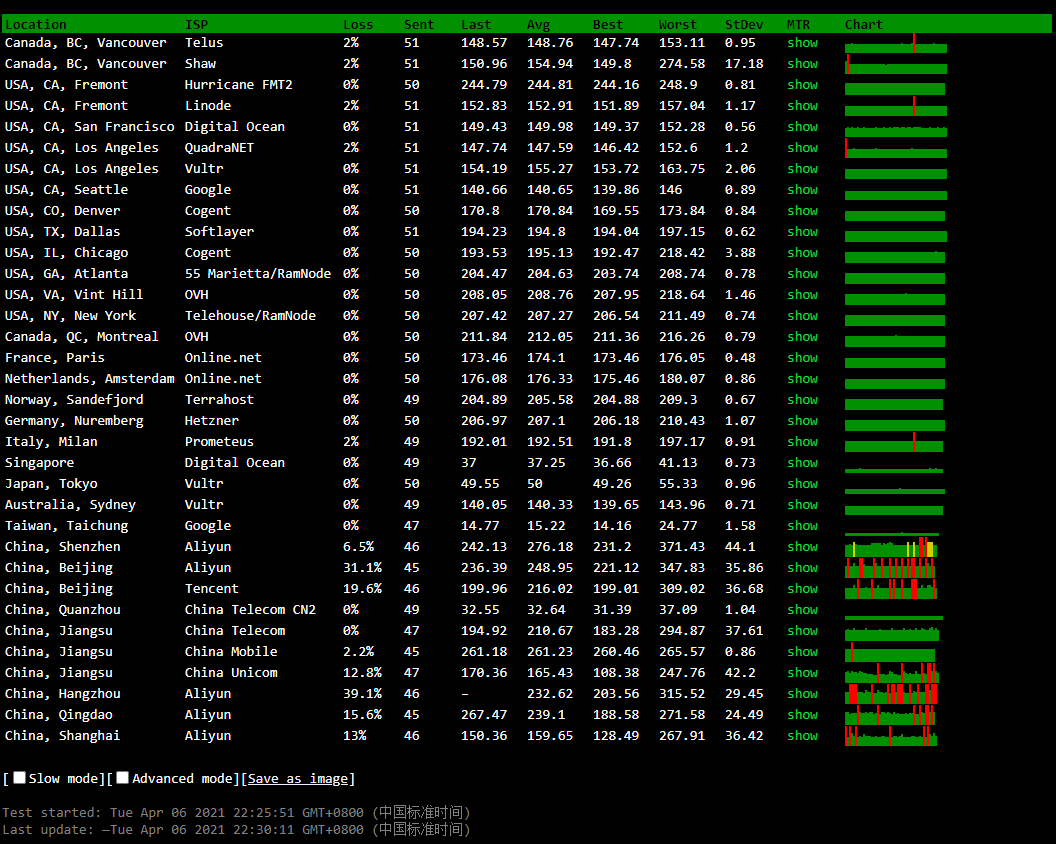 Location ISP Loss Sent Last Avg Best Worst StDev MTR Chart
Canada, BC, Vancouver Telus 2% 51 148.57 148.76 147.74 153.11 0.95 show
Canada, BC, Vancouver Shaw 2% 51 150.96 154.94 149.8 274.58 17.18 show
USA, CA, Fremont Hurricane FMT2 0% 50 244.79 244.81 244.16 248.9 0.81 show
USA, CA, Fremont Linode 2% 51 152.83 152.91 151.89 157.04 1.17 show
USA, CA, San Francisco Digital Ocean 0% 51 149.43 149.98 149.37 152.28 0.56 show
USA, CA, Los Angeles QuadraNET 2% 51 147.74 147.59 146.42 152.6 1.2 show
USA, CA, Los Angeles Vultr 0% 51 154.19 155.27 153.72 163.75 2.06 show
USA, CA, Seattle Google 0% 51 140.66 140.65 139.86 146 0.89 show
USA, CO, Denver Cogent 0% 50 170.8 170.84 169.55 173.84 0.84 show
USA, TX, Dallas Softlayer 0% 51 194.23 194.8 194.04 197.15 0.62 show
USA, IL, Chicago Cogent 0% 50 193.53 195.13 192.47 218.42 3.88 show
USA, GA, Atlanta 55 Marietta/RamNode 0% 50 204.47 204.63 203.74 208.74 0.78 show
USA, VA, Vint Hill OVH 0% 50 208.05 208.76 207.95 218.64 1.46 show
USA, NY, New York Telehouse/RamNode 0% 50 207.42 207.27 206.54 211.49 0.74 show
Canada, QC, Montreal OVH 0% 50 211.84 212.05 211.36 216.26 0.79 show
France, Paris Online.net 0% 50 173.46 174.1 173.46 176.05 0.48 show
Netherlands, Amsterdam Online.net 0% 50 176.08 176.33 175.46 180.07 0.86 show
Norway, Sandefjord Terrahost 0% 49 204.89 205.58 204.88 209.3 0.67 show
Germany, Nuremberg Hetzner 0% 50 206.97 207.1 206.18 210.43 1.07 show
Italy, Milan Prometeus 2% 49 192.01 192.51 191.8 197.17 0.91 show
Singapore Digital Ocean 0% 49 37 37.25 36.66 41.13 0.73 show
Japan, Tokyo Vultr 0% 50 49.55 50 49.26 55.33 0.96 show
Australia, Sydney Vultr 0% 49 140.05 140.33 139.65 143.96 0.71 show
Taiwan, Taichung Google 0% 47 14.77 15.22 14.16 24.77 1.58 show
China, Shenzhen Aliyun 6.5% 46 242.13 276.18 231.2 371.43 44.1 show
China, Beijing Aliyun 31.1% 45 236.39 248.95 221.12 347.83 35.86 show
China, Beijing Tencent 19.6% 46 199.96 216.02 199.01 309.02 36.68 show
China, Quanzhou China Telecom CN2 0% 49 32.55 32.64 31.39 37.09 1.04 show
China, Jiangsu China Telecom 0% 47 194.92 210.67 183.28 294.87 37.61 show
China, Jiangsu China Mobile 2.2% 45 261.18 261.23 260.46 265.57 0.86 show
China, Jiangsu China Unicom 12.8% 47 170.36 165.43 108.38 247.76 42.2 show
China, Hangzhou Aliyun 39.1% 46 – 232.62 203.56 315.52 29.45 show
China, Qingdao Aliyun 15.6% 45 267.47 239.1 188.58 271.58 24.49 show
China, Shanghai Aliyun 13% 46 150.36 159.65 128.49 267.91 36.42 show
[Slow mode][Advanced mode][Save as image]
Test started: Tue Apr 06 2021 22:25:51 GMT+0800 (中国标准时间)
Last update: —Tue Apr 06 2021 22:30:11 GMT+0800 (中国标准时间)